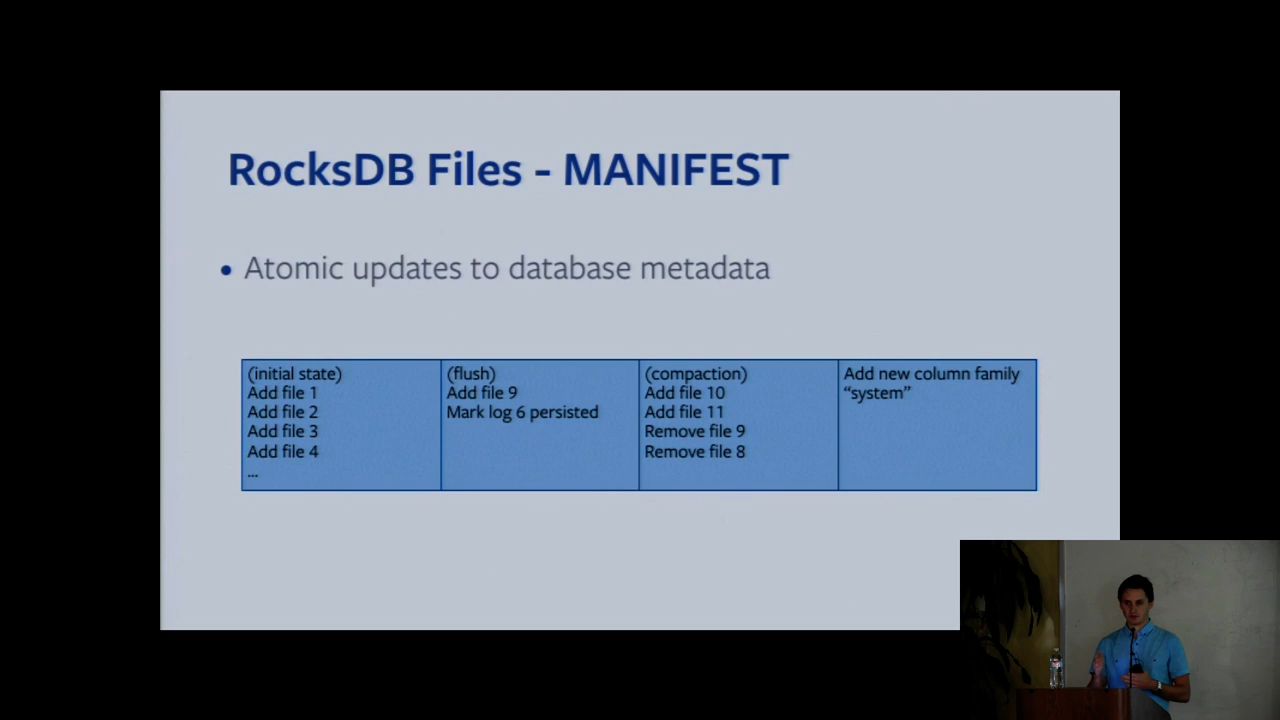 RocksDB Files - MANIFEST
• Atomic updates to database metadata
(initial state)
Add file 1
Add file 2
Add file 3
Add file 4
...
(flush)
Add file 9
Mark log 6 persisted
(compaction)
Add file 10
Add file 11
Remove file 9
Remove file 8
Add new column family
“system”